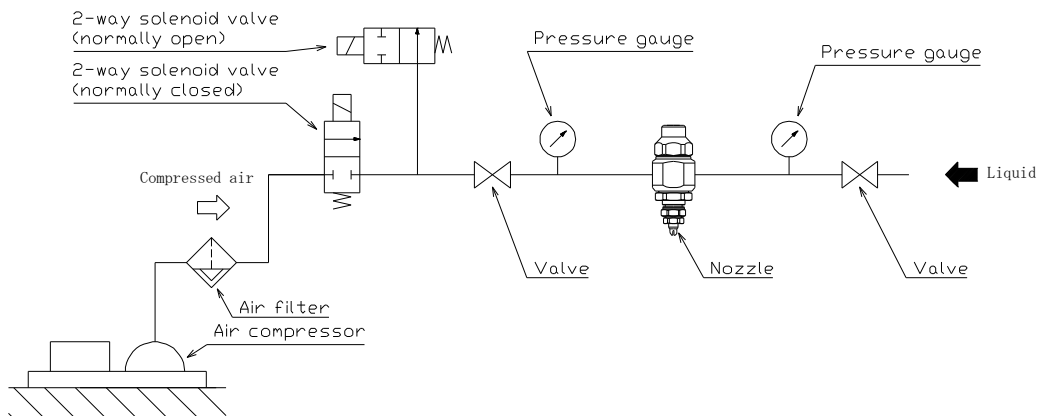 2-way solenoid valve
(normally open)
2-way solenoid valve
(normally closed)
Pressure gauge
Pressure gauge
Compressed air
Liquid
Valve
Nozzle
Valve
Air filter
Air compressor